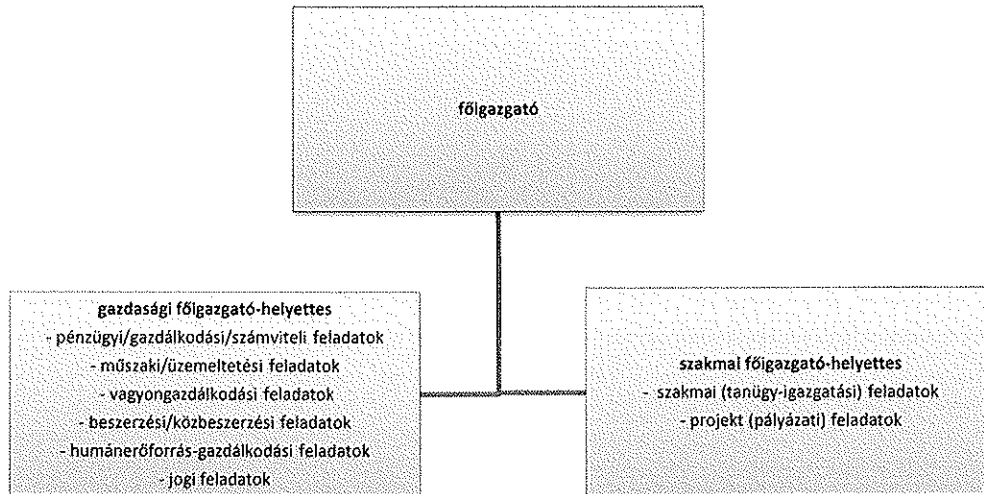 főigazgató
gazdasági főigazgató-helyettes
- pénzügyi/gazdálkodási/számviteli feladatok
- műszaki/üzemeltetési feladatok
- vagyongazdálkodási feladatok
- beszerzési/közbeszerzési feladatok
- humánerőforrás-gazdálkodási feladatok
- jogi feladatok
szakmai főigazgató-helyettes
- szakmai (tanügy-igazgatási) feladatok
- projekt (pályázati) feladatok